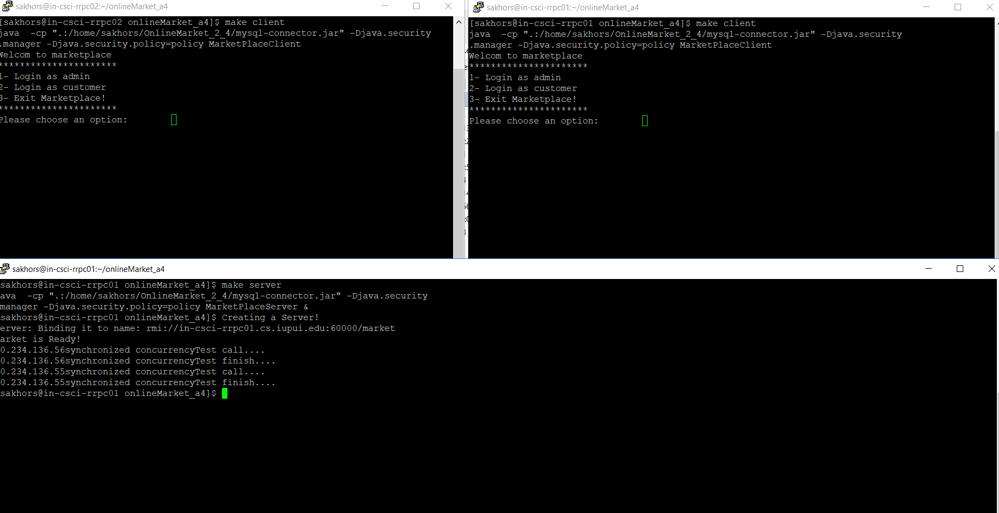 sakhors@in-csci-rrpc02:~/onlineMarket_a4
[sakhors@in-csci-rrpc02 onlineMarket_a4]$ make client
java  -cp ".:/home/sakhors/OnlineMarket_2_4/mysql-connector.jar" -Djava.security
.manager -Djava.security.policy=policy MarketPlaceClient
Welcom to marketplace
**********************
1- Login as admin
2- Login as customer
3- Exit Marketplace!
**********************
Please choose an option:
sakhors@in-csci-rrpc01:~/onlineMarket_a4
[sakhors@in-csci-rrpc01 onlineMarket_a4]$ make client
java  -cp ".:/home/sakhors/OnlineMarket_2_4/mysql-connector.jar" -Djava.security
.manager -Djava.security.policy=policy MarketPlaceClient
Welcom to marketplace
**********************
1- Login as admin
2- Login as customer
3- Exit Marketplace!
**********************
Please choose an option:
sakhors@in-csci-rrpc01:~/onlineMarket_a4
sakhors@in-csci-rrpc01 onlineMarket_a4]$ make server
ava  -cp ".:/home/sakhors/OnlineMarket_2_4/mysql-connector.jar" -Djava.security
manager -Djava.security.policy=policy MarketPlaceServer &
sakhors@in-csci-rrpc01 onlineMarket_a4]$ Creating a Server!
erver: Binding it to name: rmi://in-csci-rrpc01.cs.iupui.edu:60000/market
arket is Ready!
0.234.136.56synchronized concurrencyTest call....
0.234.136.56synchronized concurrencyTest finish....
0.234.136.55synchronized concurrencyTest call....
0.234.136.55synchronized concurrencyTest finish....
sakhors@in-csci-rrpc01 onlineMarket_a4]$